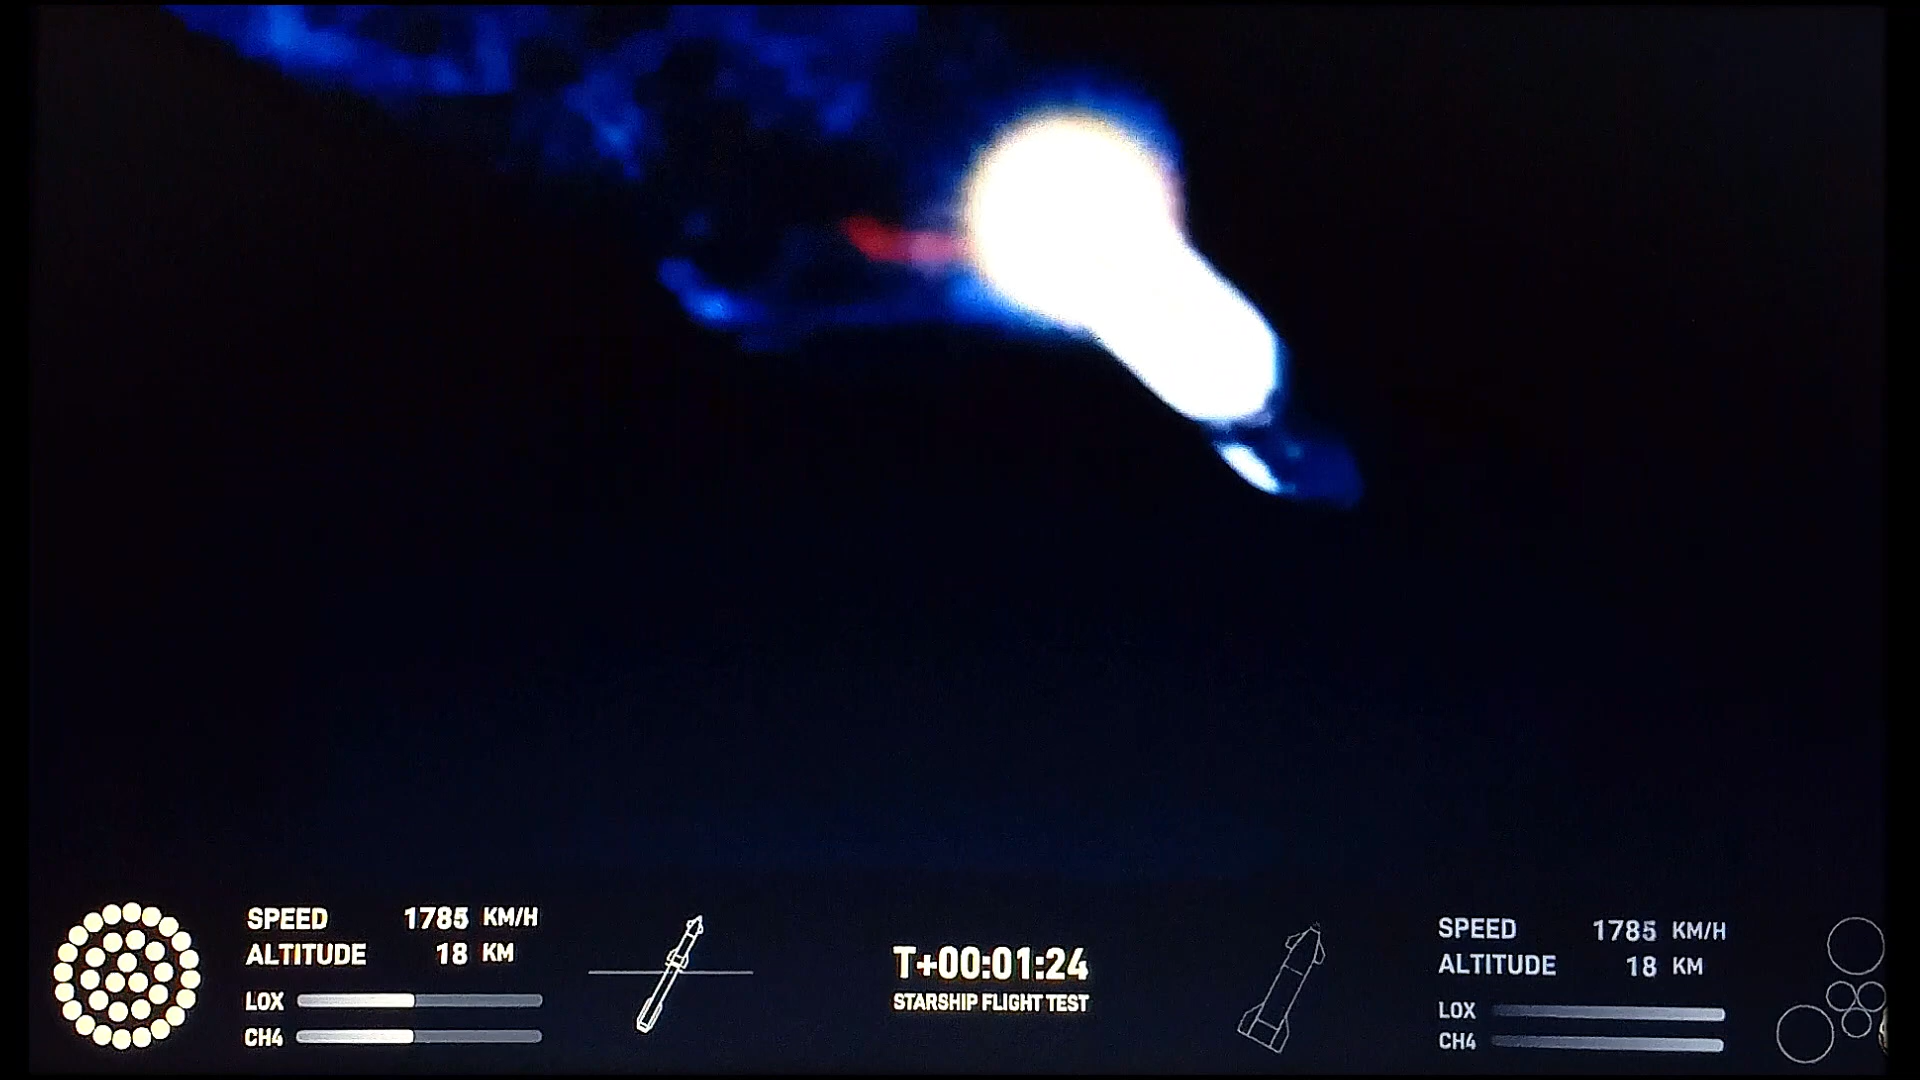 SPEED 1785 KM/H
ALTITUDE 18 KM
LOX
CH4
T+00:01:24
STARSHIP FLIGHT TEST
SPEED 1785 KM/H
ALTITUDE 18 KM
LOX
CH4